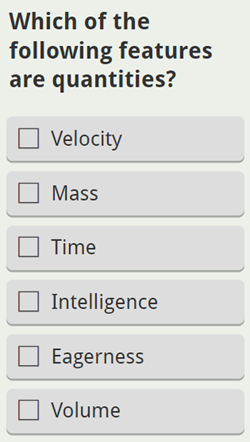 Which of the
following features
are quantities?
Velocity
Mass
Time
Intelligence
Eagerness
Volume